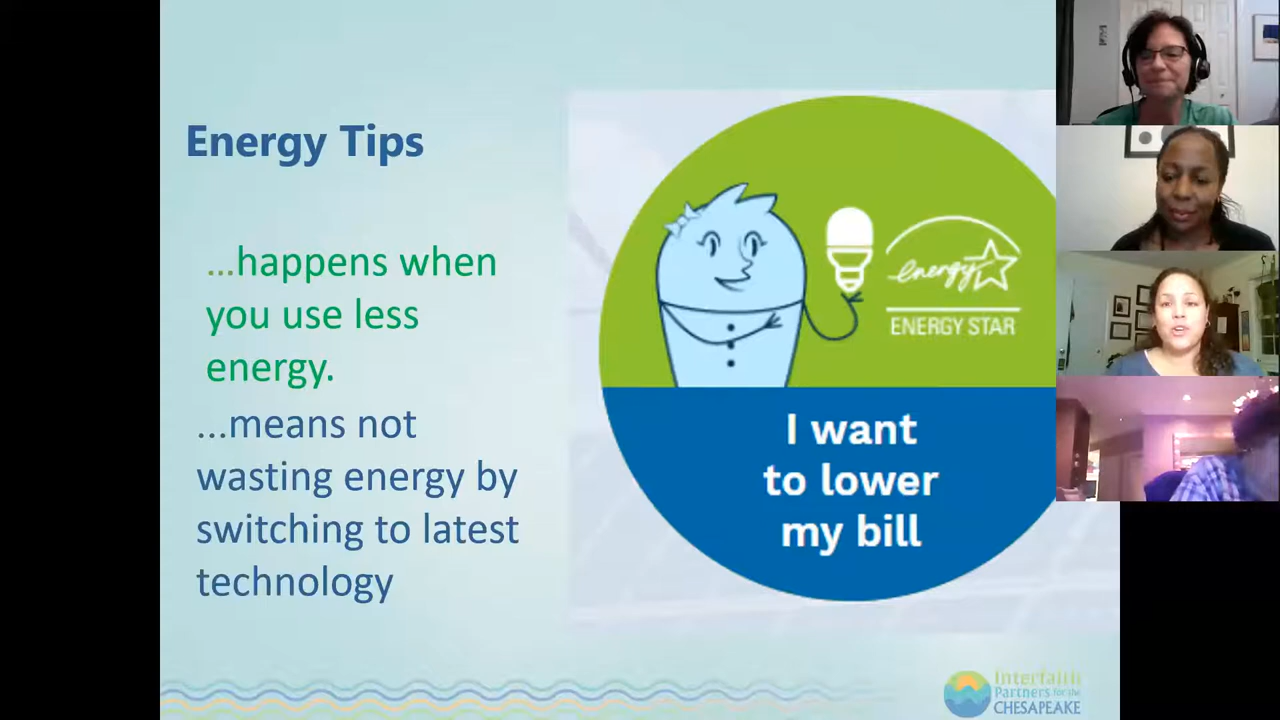 Energy Tips
...happens when
you use less
energy.
...means not
wasting energy by
switching to latest
technology
energy
ENERGY STAR
I want
to lower
my bill
Interfaith
Partners for the
CHESAPEAKE